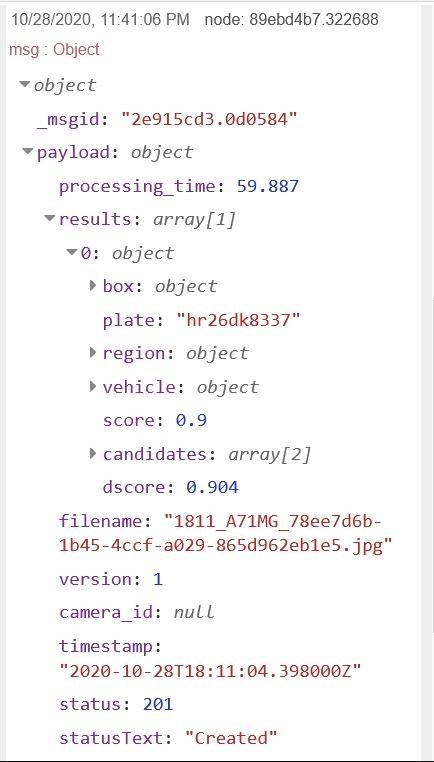 10/28/2020, 11:41:06 PM node: 89ebd4b7.322688
msg : Object
object
_msgid: "2e915cd3.0d0584"
payload: object
processing_time: 59.887
results: array[1]
0: object
box: object
plate: "hr26dk8337"
region: object
vehicle: object
score: 0.9
candidates: array[2]
dscore: 0.904
filename: "1811_A71MG_78ee7d6b-
1b45-4ccf-a029-865d962eb1e5.jpg"
version: 1
camera_id: null
timestamp:
"2020-10-28T18:11:04.398000Z"
status: 201
statusText: "Created"